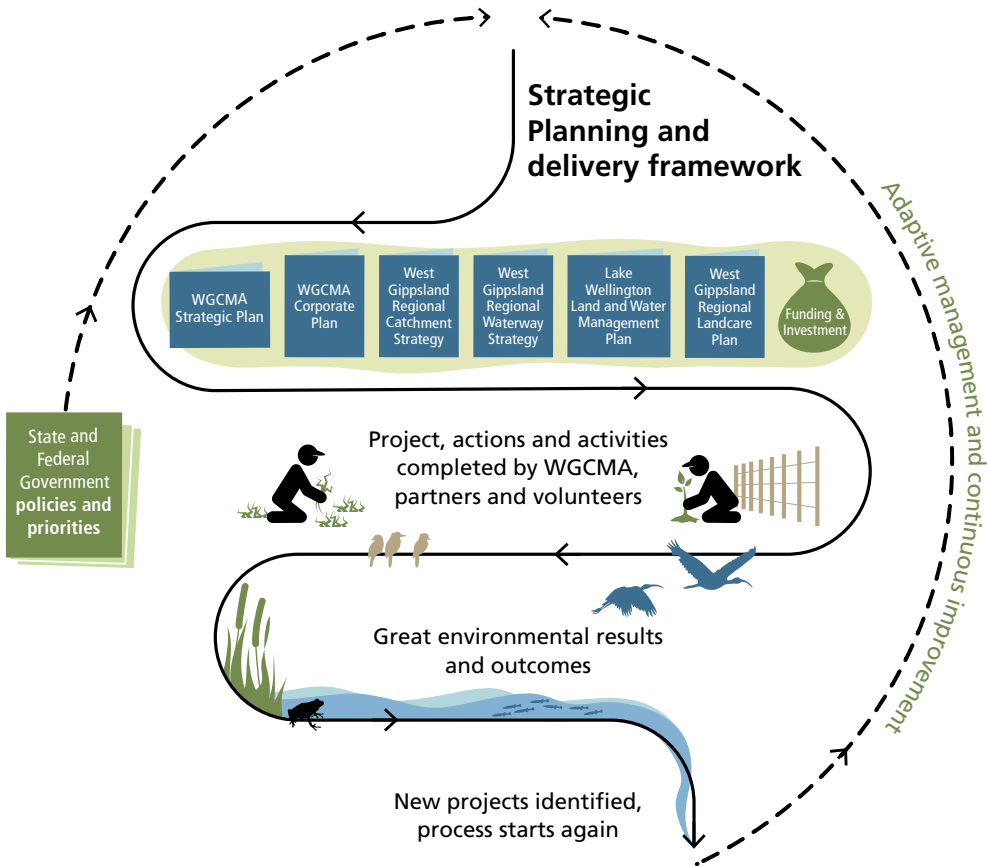 Strategic
Planning and
delivery framework
WGCMA
Strategic Plan
WGCMA
Corporate
Plan
West
Gippsland
Regional
Catchment
Strategy
West
Gippsland
Regional
Waterway
Strategy
Lake
Wellington
Land and Water
Management
Plan
West
Gippsland
Regional
Landcare
Plan
Funding &
Investment
State and
Federal
Government
policies and
priorities
Project, actions and activities
completed by WGCMA,
partners and volunteers
Great environmental results
and outcomes
New projects identified,
process starts again
Adaptive management and continuous improvement